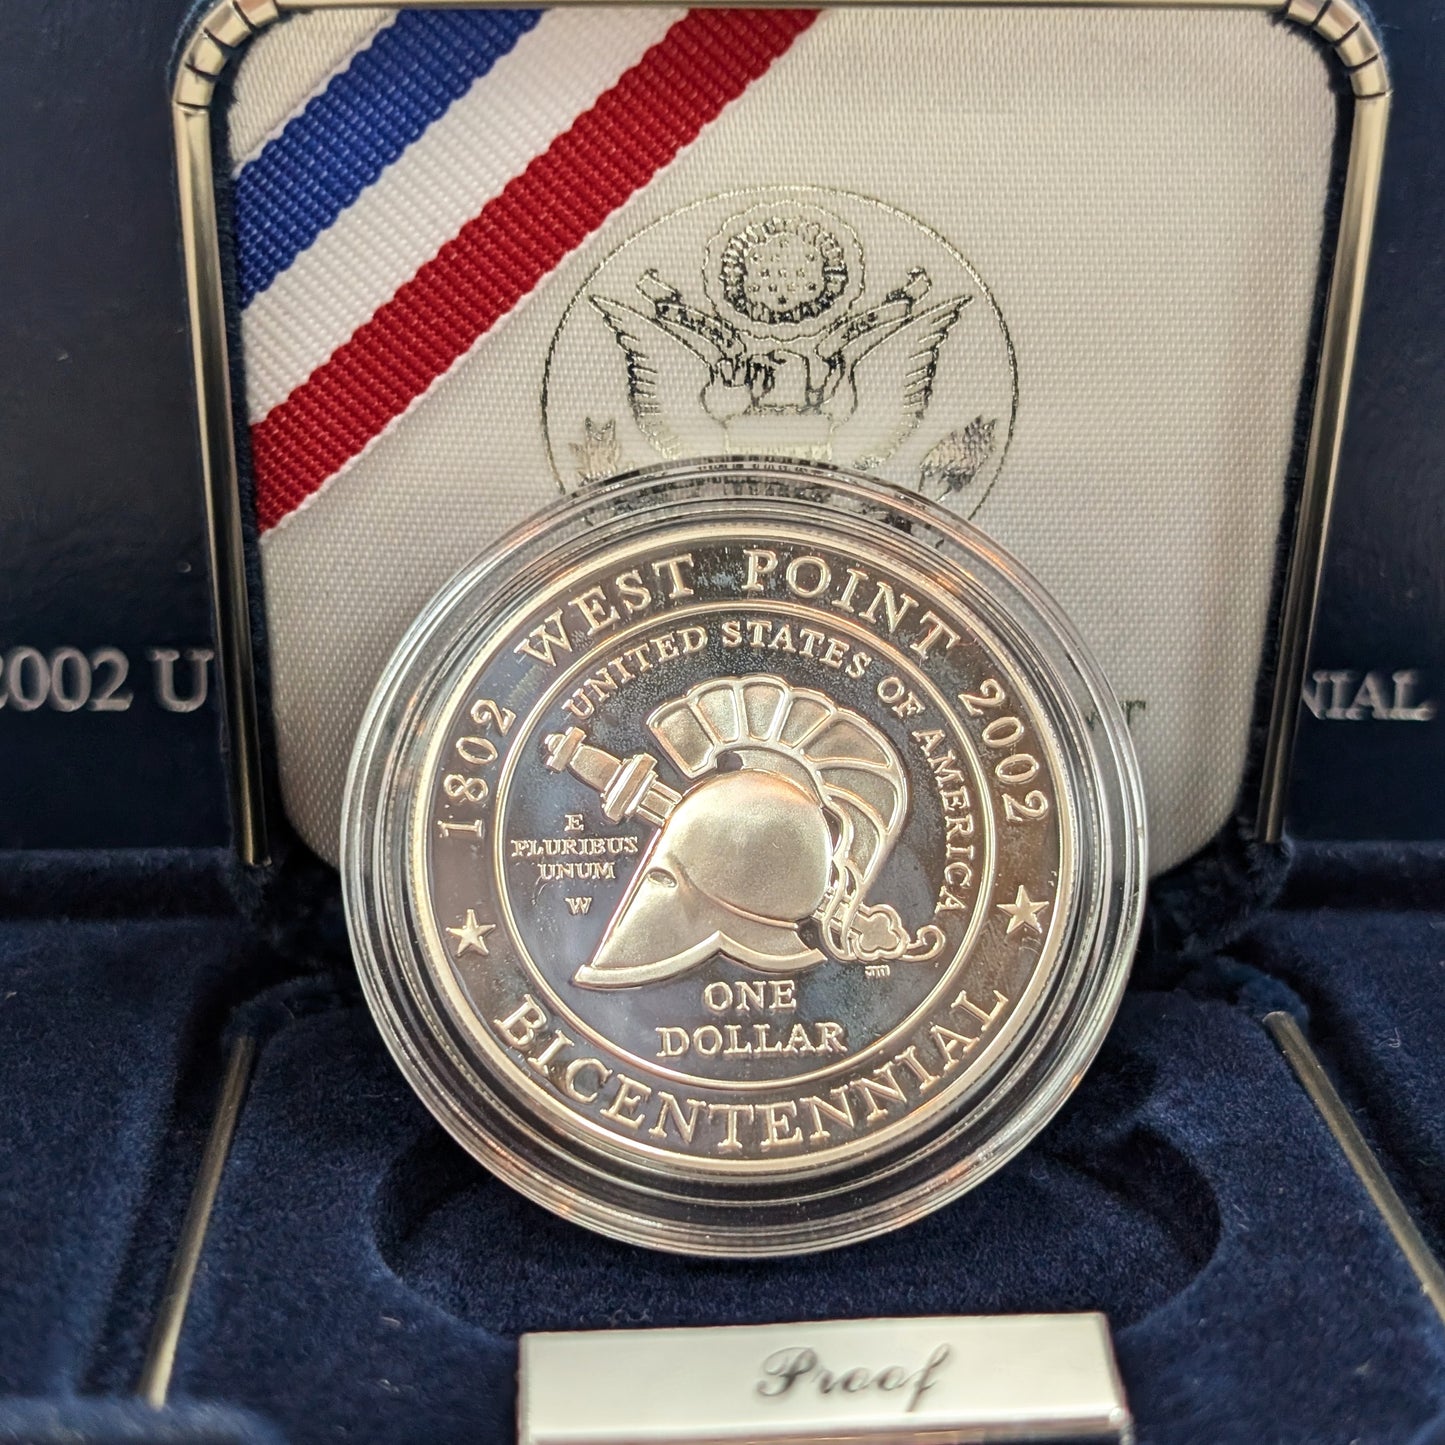 2002 U
NIAL
1802 WEST POINT 2002
UNITED STATES OF AMERICA
E
PLURIBUS
UNUM
W
ONE
DOLLAR
★ BICENTENNIAL ★
Proof